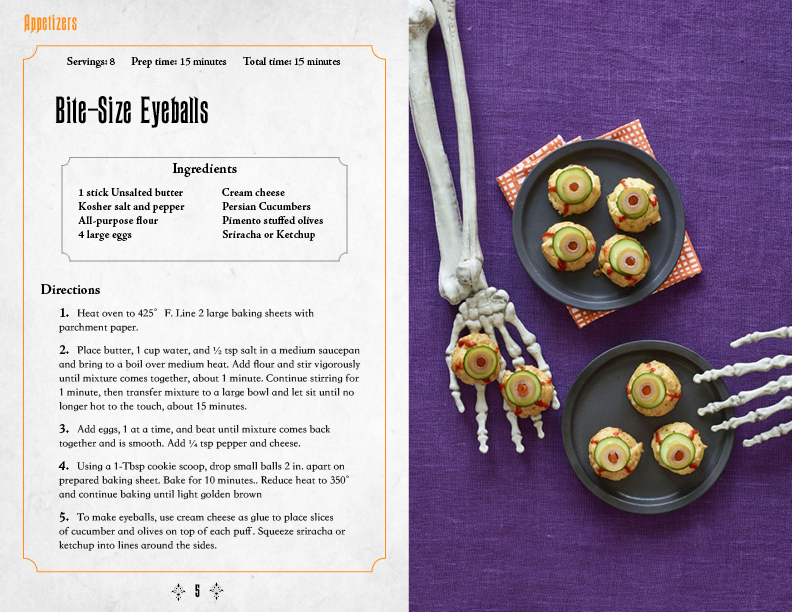 Appetizers
Servings: 8 Prep time: 15 minutes Total time: 15 minutes
Bite-Size Eyeballs
Ingredients
1 stick Unsalted butter
Kosher salt and pepper
All-purpose flour
4 large eggs
Cream cheese
Persian Cucumbers
Pimento stuffed olives
Sriracha or Ketchup
Directions
1. Heat oven to 425° F. Line 2 large baking sheets with
parchment paper.
2. Place butter, 1 cup water, and ½ tsp salt in a medium saucepan
and bring to a boil over medium heat. Add flour and stir vigorously
until mixture comes together, about 1 minute. Continue stirring for
1 minute, then transfer mixture to a large bowl and let sit until no
longer hot to the touch, about 15 minutes.
3. Add eggs, 1 at a time, and beat until mixture comes back
together and is smooth. Add ¼ tsp pepper and cheese.
4. Using a 1-Tbsp cookie scoop, drop small balls 2 in. apart on
prepared baking sheet. Bake for 10 minutes.. Reduce heat to 350°
and continue baking until light golden brown
5. To make eyeballs, use cream cheese as glue to place slices
of cucumber and olives on top of each puff. Squeeze sriracha or
ketchup into lines around the sides.
5